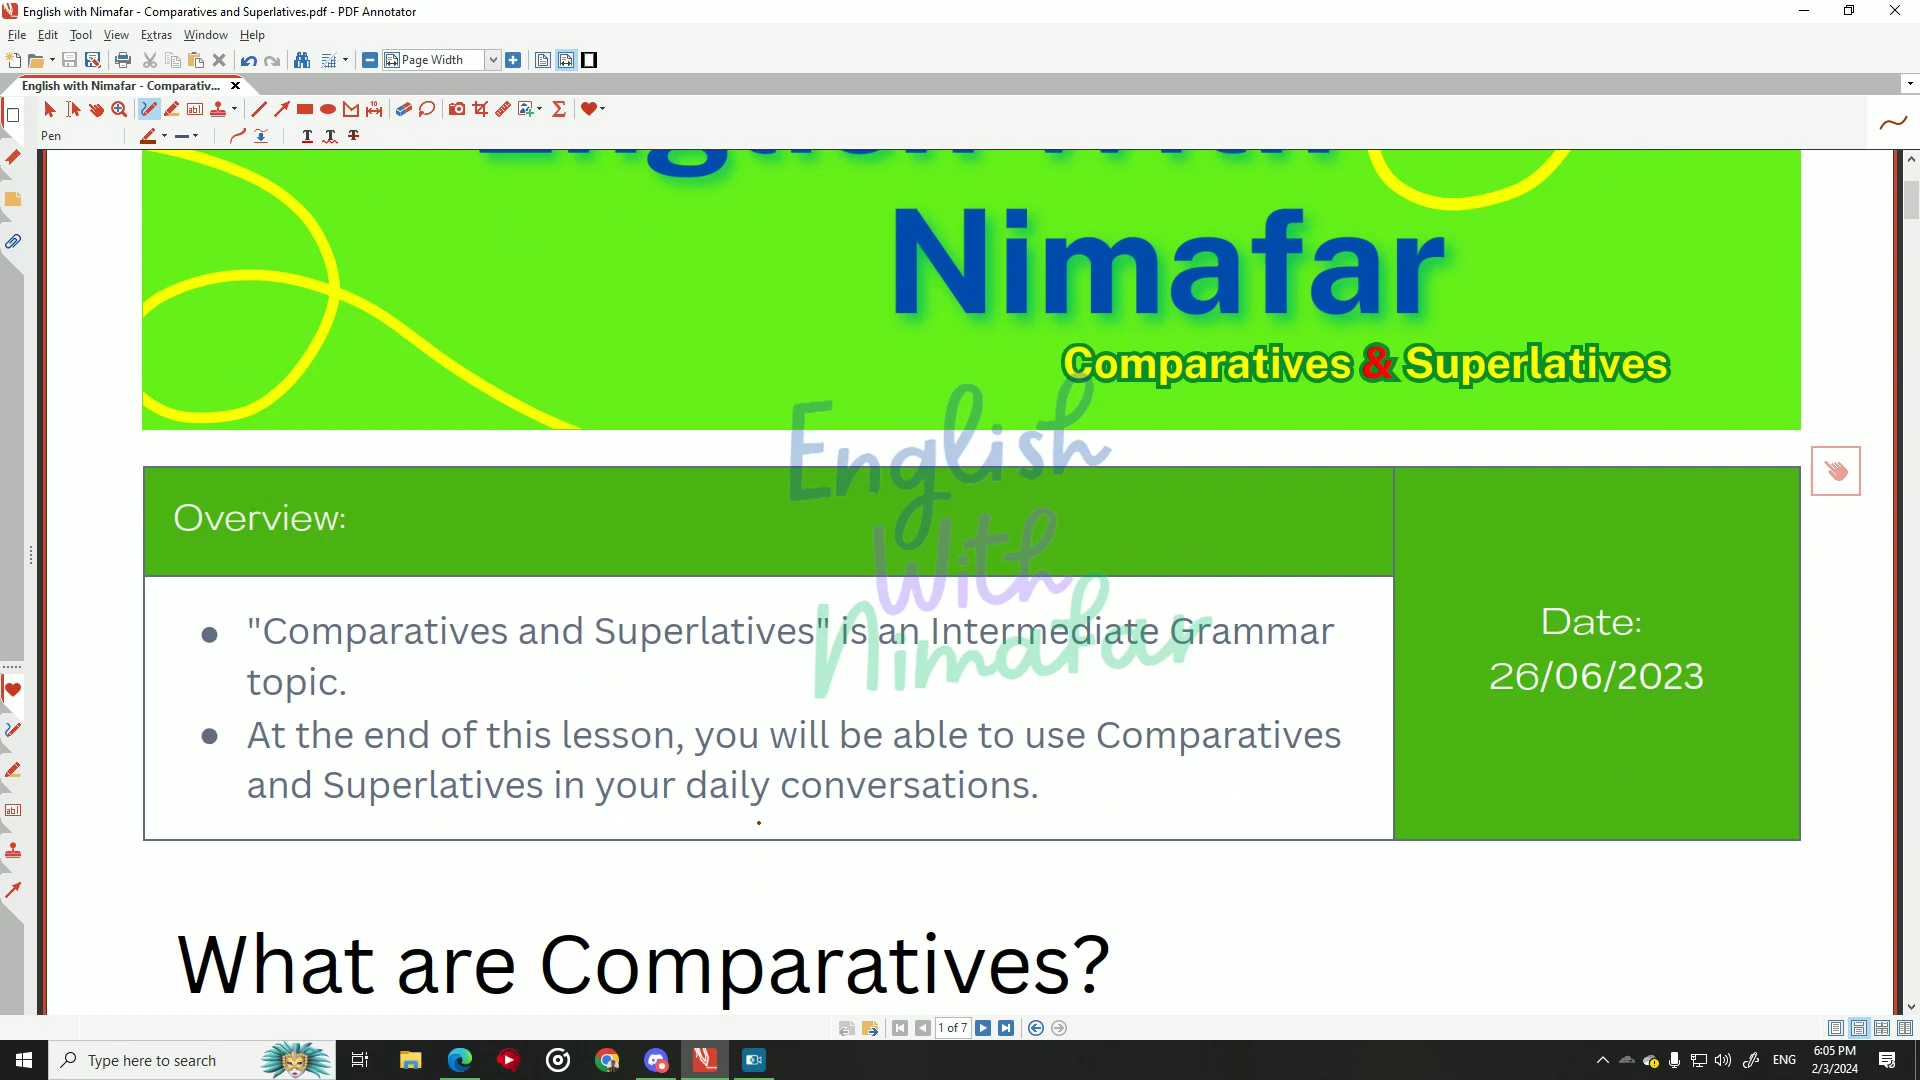 English with Nimafar - Comparatives and Superlatives.pdf - PDF Annotator
File Edit Tool View Extras Window Help
Page Width
English with Nimafar - Comparativ...
Pen
Nimafar
Comparatives & Superlatives
English
With
Nimafar
Overview:
"Comparatives and Superlatives" is an Intermediate Grammar
topic.
At the end of this lesson, you will be able to use Comparatives
and Superlatives in your daily conversations.
Date:
26/06/2023
What are Comparatives?
1 of 7
Type here to search
ENG
6:05 PM
2/3/2024